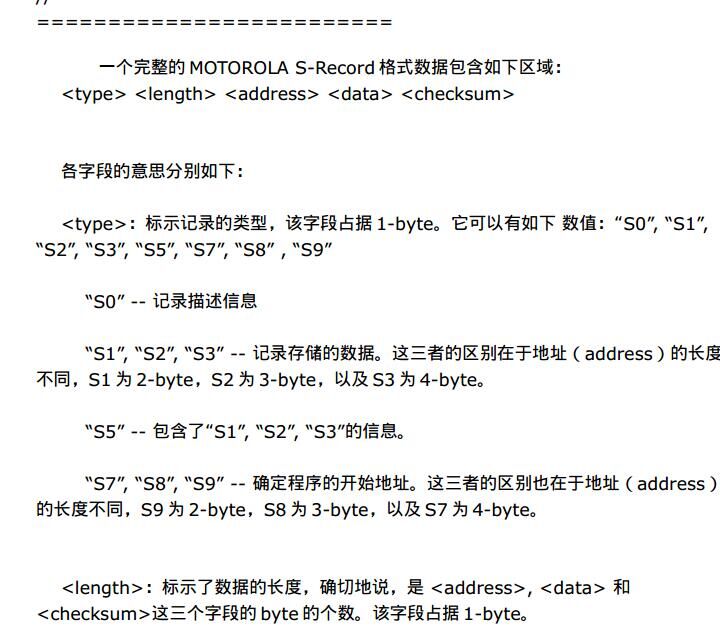 //
=========================
一个完整的 MOTOROLA S-Record 格式数据包含如下区域：
<type> <length> <address> <data> <checksum>
各字段的意思分别如下：
<type>：标示记录的类型，该字段占据 1-byte。它可以有如下 数值：“S0”, “S1”,
“S2”, “S3”, “S5”, “S7”, “S8” , “S9”
“S0” -- 记录描述信息
“S1”, “S2”, “S3” -- 记录存储的数据。这三者的区别在于地址（address）的长度
不同，S1 为 2-byte，S2 为 3-byte，以及 S3 为 4-byte。
“S5” -- 包含了“S1”, “S2”, “S3”的信息。
“S7”, “S8”, “S9” -- 确定程序的开始地址。这三者的区别也在于地址（address）
的长度不同，S9 为 2-byte，S8 为 3-byte，以及 S7 为 4-byte。
<length>：标示了数据的长度，确切地说，是 <address>, <data> 和
<checksum>这三个字段的 byte 的个数。该字段占据 1-byte。